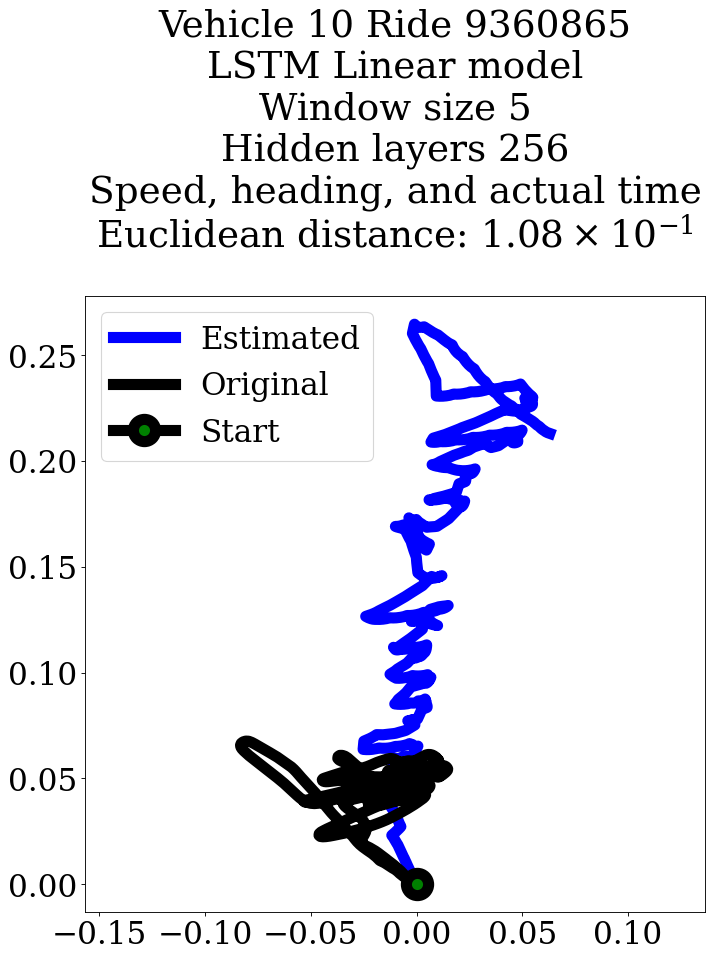 Vehicle 10 Ride 9360865
LSTM Linear model
Window size 5
Hidden layers 256
Speed, heading, and actual time
Euclidean distance: 1.08 × 10⁻¹
Estimated
Original
Start
0.25
0.20
0.15
0.10
0.05
0.00
−0.15 −0.10 −0.05 0.00 0.05 0.10